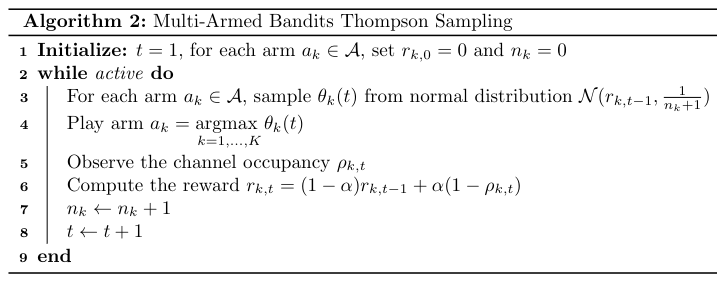 Algorithm 2: Multi-Armed Bandits Thompson Sampling
1 Initialize: t = 1, for each arm a_k ∈ 𝒜, set r_{k,0} = 0 and n_k = 0
2 while active do
3 For each arm a_k ∈ 𝒜, sample θ_k(t) from normal distribution 𝒩(r_{k,t−1}, \frac{1}{n_k+1})
4 Play arm a_k = argmax_{k=1,...,K} θ_k(t)
5 Observe the channel occupancy ρ_{k,t}
6 Compute the reward r_{k,t} = (1 − α)r_{k,t−1} + α(1 − ρ_{k,t})
7 n_k ← n_k + 1
8 t ← t + 1
9 end